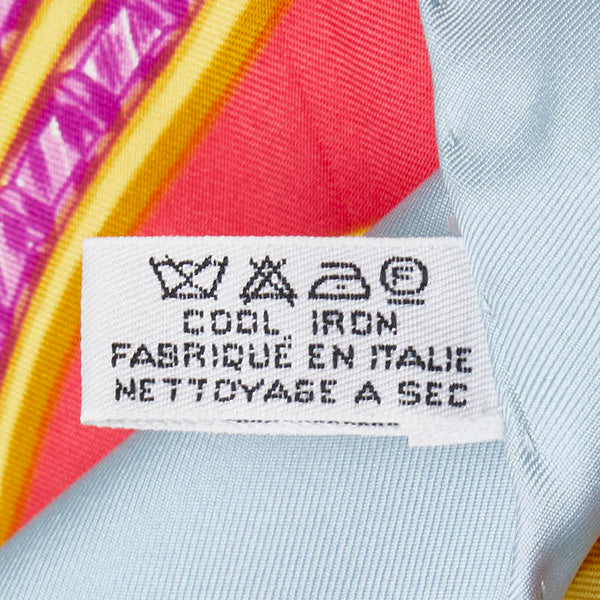 F
COOL IRON
FABRIQUÉ EN ITALIE
NETTOYAGE A SEC